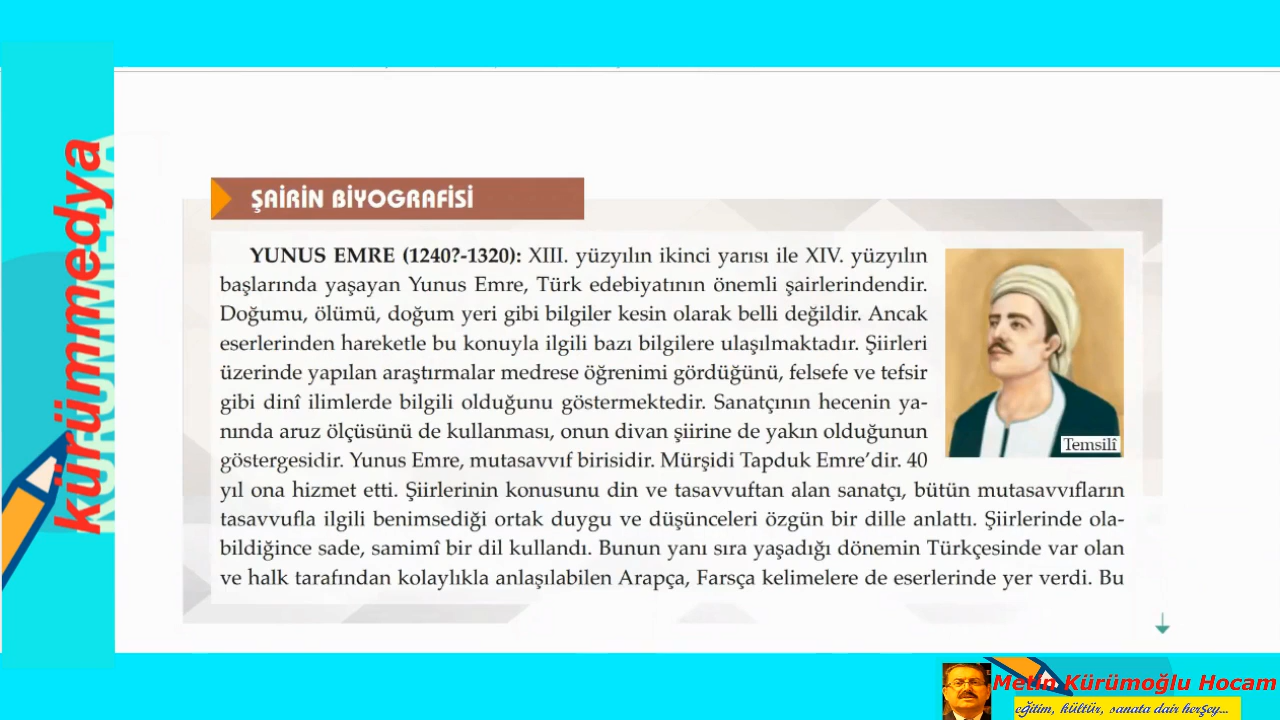 kürümmedya
ŞAİRİN BİYOGRAFİSİ
YUNUS EMRE (1240?-1320): XIII. yüzyılın ikinci yarısı ile XIV. yüzyılın
başlarında yaşayan Yunus Emre, Türk edebiyatının önemli şairlerindendir.
Doğumu, ölümü, doğum yeri gibi bilgiler kesin olarak belli değildir. Ancak
eserlerinden hareketle bu konuyla ilgili bazı bilgilere ulaşılmaktadır. Şiirleri
üzerinde yapılan araştırmalar medrese öğrenimi gördüğünü, felsefe ve tefsir
gibi dinî ilimlerde bilgili olduğunu göstermektedir. Sanatçının hecenin ya-
nında aruz ölçüsünü de kullanması, onun divan şiirine de yakın olduğunun
göstergesidir. Yunus Emre, mutasavvıf birisidir. Mürşidi Tapduk Emre'dir. 40
yıl ona hizmet etti. Şiirlerinin konusunu din ve tasavvuftan alan sanatçı, bütün mutasavvıfların
tasavvufla ilgili benimsediği ortak duygu ve düşünceleri özgün bir dille anlattı. Şiirlerinde ola-
bildiğince sade, samimî bir dil kullandı. Bunun yanı sıra yaşadığı dönemin Türkçesinde var olan
ve halk tarafından kolaylıkla anlaşılabilen Arapça, Farsça kelimelere de eserlerinde yer verdi. Bu
Temsilî
Metin Kürümoğlu Hocam
eğitim, kültür, sanata dair herşey...